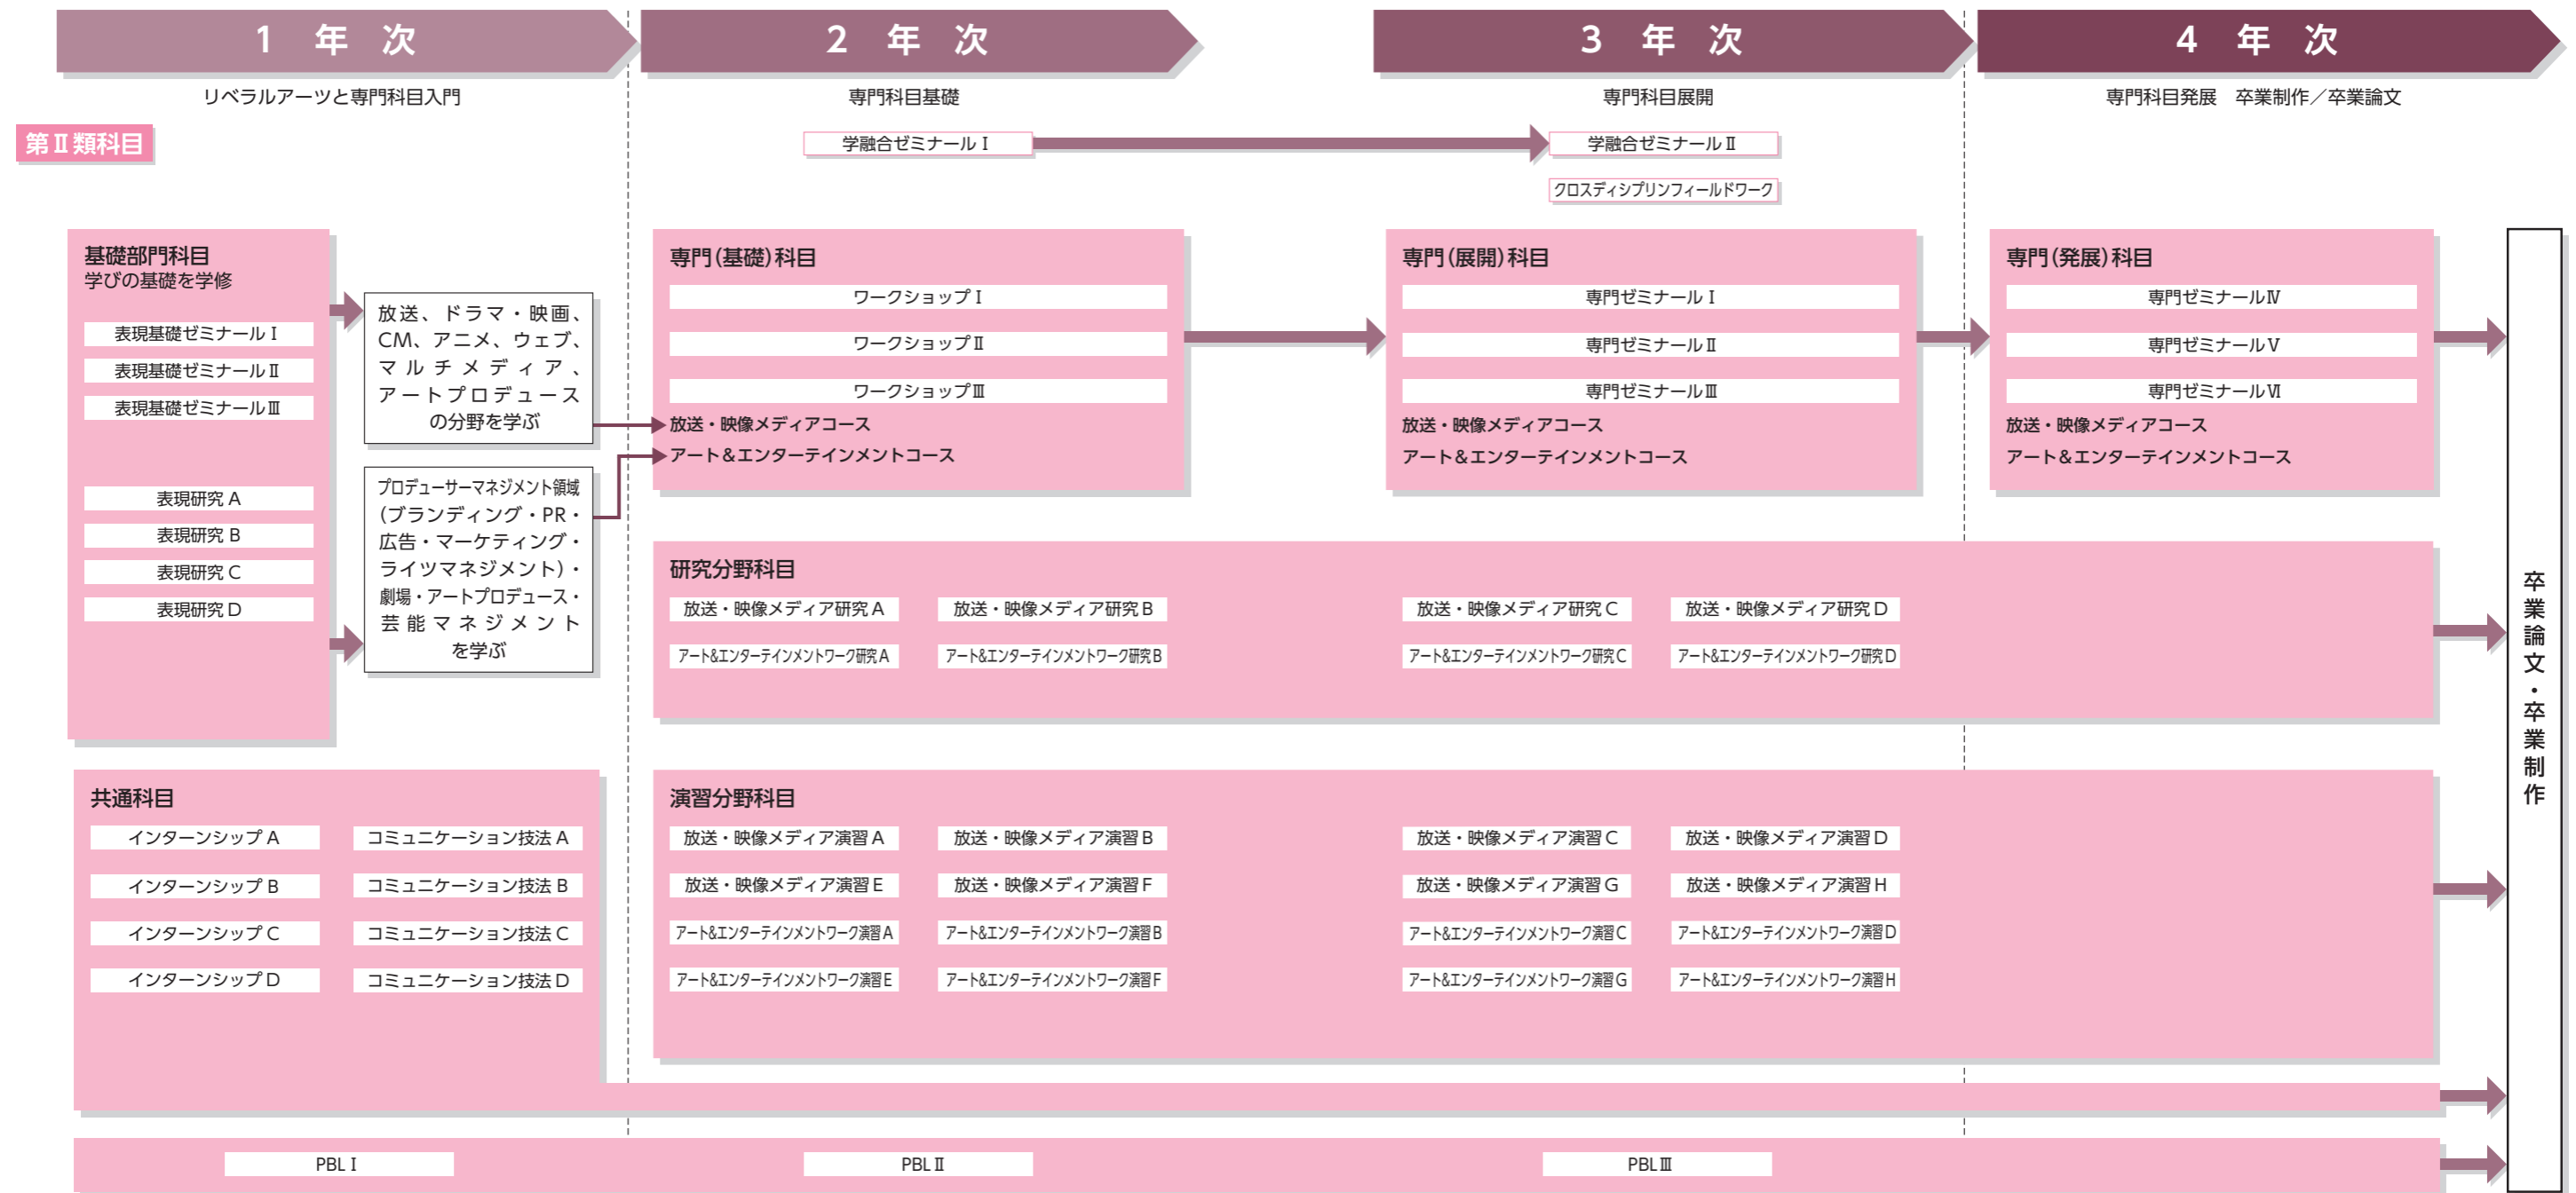 1 年 次
2 年 次
3 年 次
4 年 次
リベラルアーツと専門科目入門
専門科目基礎
専門科目展開
専門科目発展　卒業制作／卒業論文
第Ⅱ類科目
学融合ゼミナールⅠ
学融合ゼミナールⅡ
クロスディシプリンフィールドワーク
基礎部門科目
学びの基礎を学修
表現基礎ゼミナールⅠ
表現基礎ゼミナールⅡ
表現基礎ゼミナールⅢ
表現研究 A
表現研究 B
表現研究 C
表現研究 D
放送、ドラマ・映画、
CM、アニメ、ウェブ、
マルチメディア、
アートプロデュース
の分野を学ぶ
プロデューサーマネジメント領域
(ブランディング・PR・
広告・マーケティング・
ライツマネジメント)・
劇場・アートプロデュース・
芸能マネジメント
を学ぶ
専門(基礎)科目
ワークショップⅠ
ワークショップⅡ
ワークショップⅢ
放送・映像メディアコース
アート&エンターテインメントコース
専門(展開)科目
専門ゼミナールⅠ
専門ゼミナールⅡ
専門ゼミナールⅢ
放送・映像メディアコース
アート&エンターテインメントコース
専門(発展)科目
専門ゼミナールⅣ
専門ゼミナールⅤ
専門ゼミナールⅥ
放送・映像メディアコース
アート&エンターテインメントコース
研究分野科目
放送・映像メディア研究A
放送・映像メディア研究B
放送・映像メディア研究C
放送・映像メディア研究D
アート&エンターテインメントワーク研究A
アート&エンターテインメントワーク研究B
アート&エンターテインメントワーク研究C
アート&エンターテインメントワーク研究D
共通科目
インターンシップ A
コミュニケーション技法 A
インターンシップ B
コミュニケーション技法 B
インターンシップ C
コミュニケーション技法 C
インターンシップ D
コミュニケーション技法 D
演習分野科目
放送・映像メディア演習A
放送・映像メディア演習B
放送・映像メディア演習C
放送・映像メディア演習D
放送・映像メディア演習E
放送・映像メディア演習F
放送・映像メディア演習G
放送・映像メディア演習H
アート&エンターテインメントワーク演習A
アート&エンターテインメントワーク演習B
アート&エンターテインメントワーク演習C
アート&エンターテインメントワーク演習D
アート&エンターテインメントワーク演習E
アート&エンターテインメントワーク演習F
アート&エンターテインメントワーク演習G
アート&エンターテインメントワーク演習H
PBLⅠ
PBLⅡ
PBLⅢ
卒業論文・卒業制作